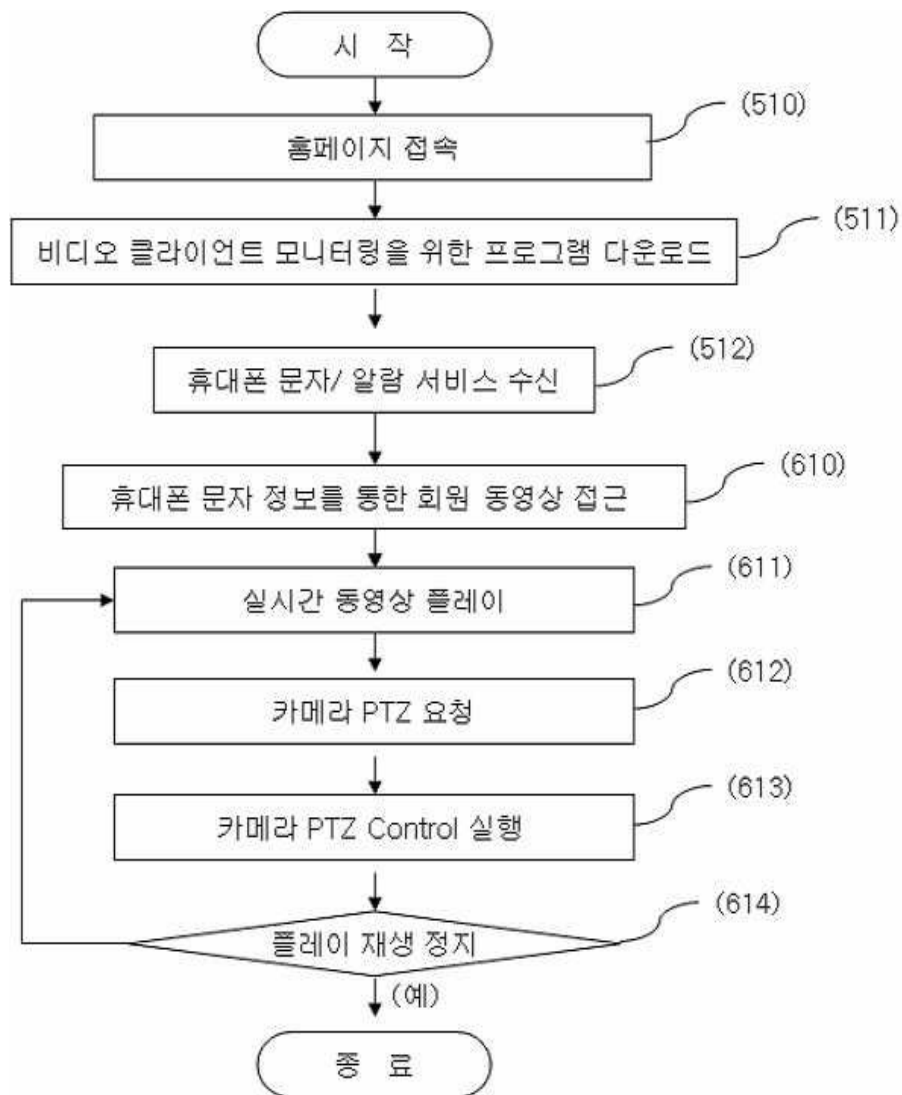 시 작
(510)
홈페이지 접속
(511)
비디오 클라이언트 모니터링을 위한 프로그램 다운로드
(512)
휴대폰 문자/ 알람 서비스 수신
(610)
휴대폰 문자 정보를 통한 회원 동영상 접근
(611)
실시간 동영상 플레이
(612)
카메라 PTZ 요청
(613)
카메라 PTZ Control 실행
(614)
플레이 재생 정지
(예)
종 료